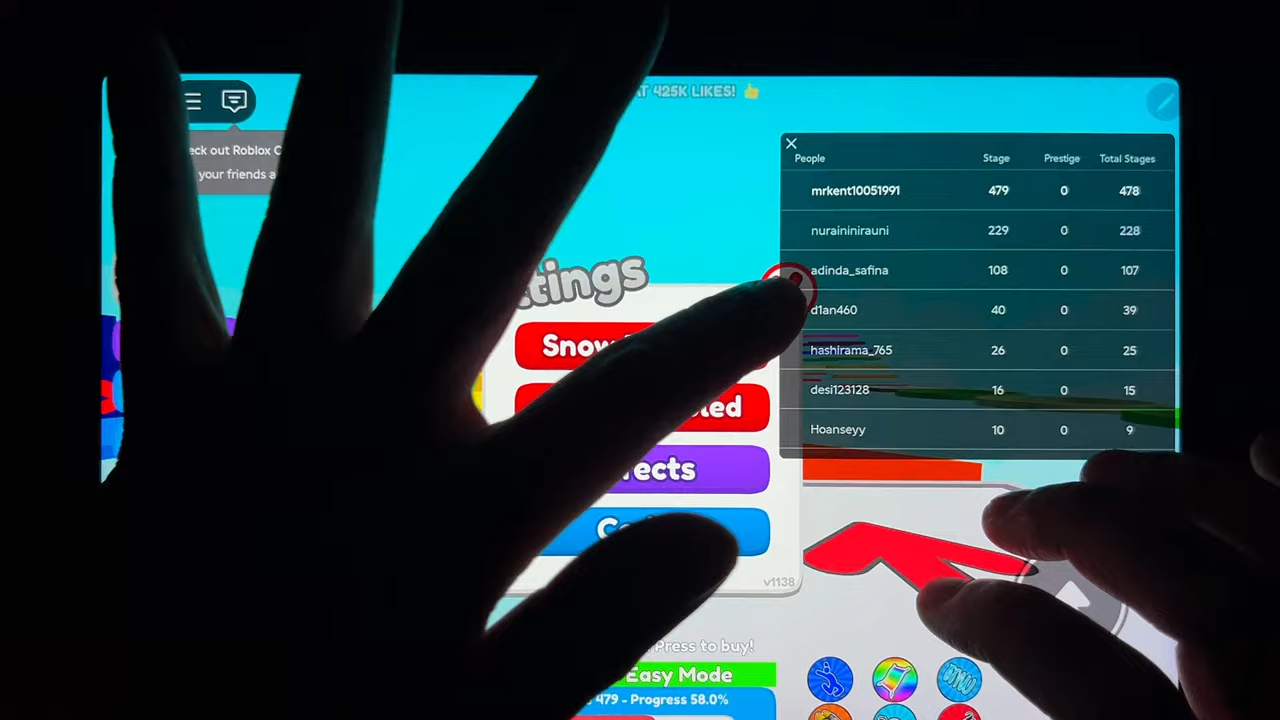 AT 425K LIKES!
eck out Roblox C
your friends a
People Stage Prestige Total Stages
mrkent10051991 479 0 478
nuraininirauni 229 0 228
adinda_safina 108 0 107
d1an460 40 0 39
hashirama_765 26 0 25
desi123128 16 0 15
Hoanseyy 10 0 9
tings
Snow
led
ects
v1138
Press to buy!
Easy Mode
479 - Progress 58.0%